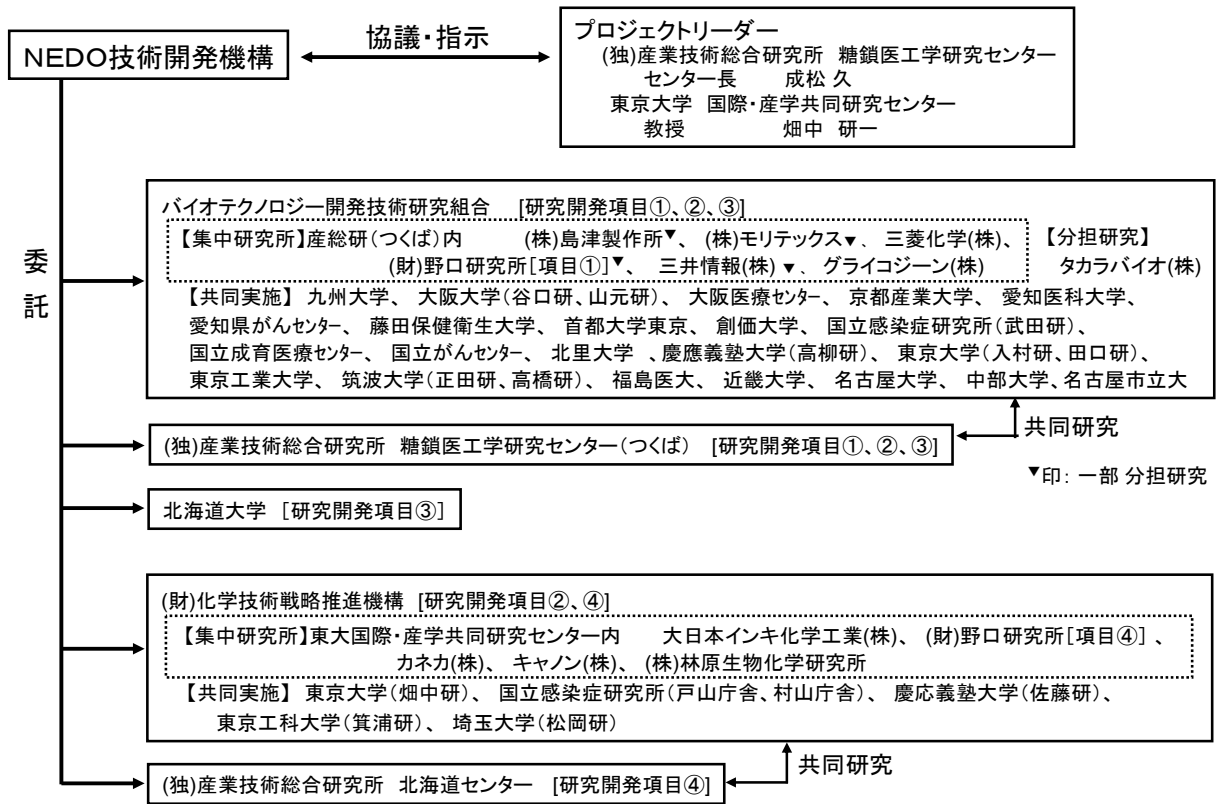 NEDO技術開発機構
協議・指示
プロジェクトリーダー
(独)産業技術総合研究所 糖鎖医工学研究センター
センター長 成松 久
東京大学 国際・産学共同研究センター
教授 畑中 研一
委託
バイオテクノロジー開発技術研究組合 [研究開発項目①、②、③]
【集中研究所】産総研(つくば)内 (株)島津製作所▼、 (株)モリテックス▼、 三菱化学(株)、
(財)野口研究所[項目①]▼、 三井情報(株)▼、 グライコジーン(株)
【分担研究】
タカラバイオ(株)
【共同実施】 九州大学、 大阪大学(谷口研、山元研)、 大阪医療センター、 京都産業大学、 愛知医科大学、
愛知県がんセンター、 藤田保健衛生大学、 首都大学東京、 創価大学、 国立感染症研究所(武田研)、
国立成育医療センター、 国立がんセンター、 北里大学 、慶應義塾大学(高柳研)、 東京大学(入村研、田口研)、
東京工業大学、 筑波大学(正田研、高橋研)、 福島医大、 近畿大学、 名古屋大学、 中部大学、名古屋市立大
共同研究
(独)産業技術総合研究所 糖鎖医工学研究センター(つくば) [研究開発項目①、②、③]
▼印: 一部 分担研究
北海道大学 [研究開発項目③]
(財)化学技術戦略推進機構 [研究開発項目②、④]
【集中研究所】東大国際・産学共同研究センター内 大日本インキ化学工業(株)、 (財)野口研究所[項目④] 、
カネカ(株)、 キャノン(株)、 (株)林原生物化学研究所
【共同実施】 東京大学(畑中研)、 国立感染症研究所(戸山庁舎、村山庁舎)、 慶応義塾大学(佐藤研)、
東京工科大学(箕浦研)、 埼玉大学(松岡研)
共同研究
(独)産業技術総合研究所 北海道センター [研究開発項目④]